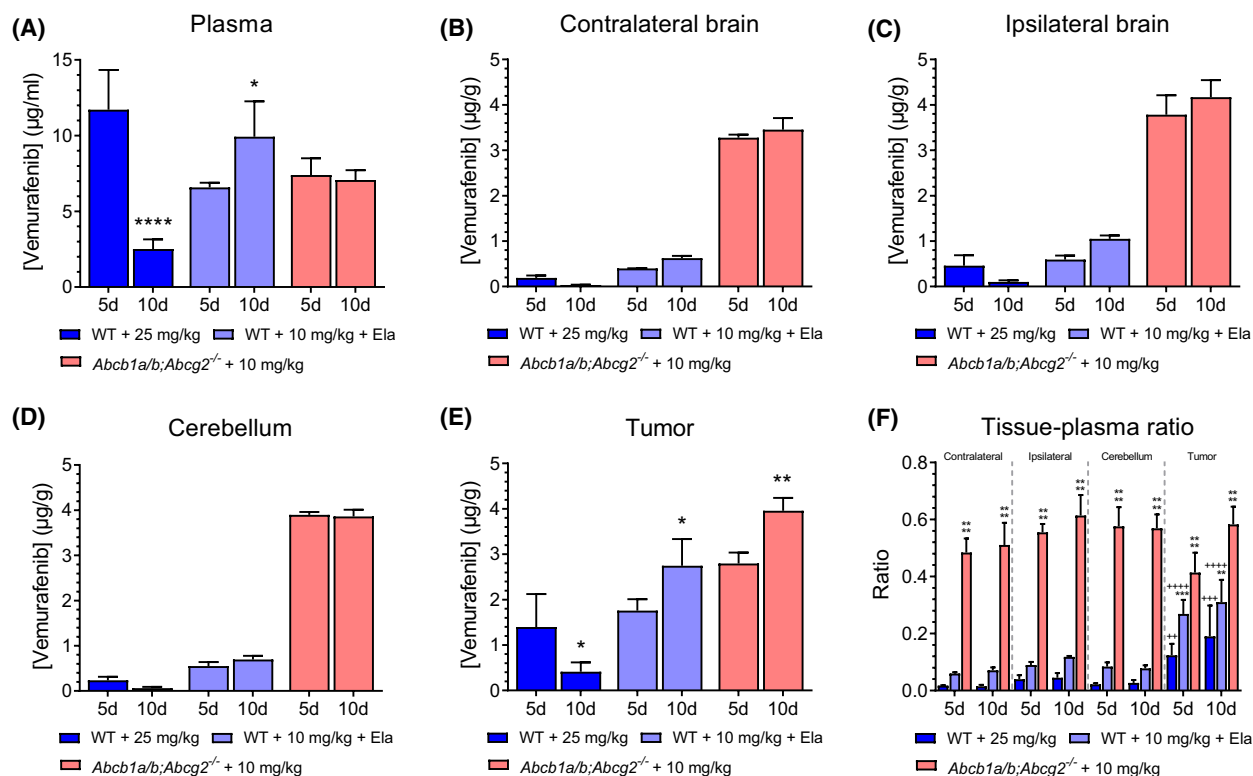 (A) Plasma
[Vemurafenib] (µg/ml)
15
10
5
0
****
*
5d 10d 5d 10d 5d 10d
WT + 25 mg/kg WT + 10 mg/kg + Ela
Abcb1a/b;Abcg2-/- + 10 mg/kg
(B) Contralateral brain
[Vemurafenib] (µg/g)
5
4
3
2
1
0
5d 10d 5d 10d 5d 10d
WT + 25 mg/kg WT + 10 mg/kg + Ela
Abcb1a/b;Abcg2-/- + 10 mg/kg
(C) Ipsilateral brain
[Vemurafenib] (µg/g)
5
4
3
2
1
0
5d 10d 5d 10d 5d 10d
WT + 25 mg/kg WT + 10 mg/kg + Ela
Abcb1a/b;Abcg2-/- + 10 mg/kg
(D) Cerebellum
[Vemurafenib] (µg/g)
5
4
3
2
1
0
5d 10d 5d 10d 5d 10d
WT + 25 mg/kg WT + 10 mg/kg + Ela
Abcb1a/b;Abcg2-/- + 10 mg/kg
(E) Tumor
[Vemurafenib] (µg/g)
5
4
3
2
1
0
*
*
**
5d 10d 5d 10d 5d 10d
WT + 25 mg/kg WT + 10 mg/kg + Ela
Abcb1a/b;Abcg2-/- + 10 mg/kg
(F) Tissue-plasma ratio
Contralateral Ipsilateral Cerebellum Tumor
Ratio
0.8
0.6
0.4
0.2
0.0
** ** ** ** ** ** ** **
** ** ** ** ** ** ** **
++ ++++ +++ ++++
*** **
5d 10d 5d 10d 5d 10d 5d 10d
WT + 25 mg/kg WT + 10 mg/kg + Ela
Abcb1a/b;Abcg2-/- + 10 mg/kg